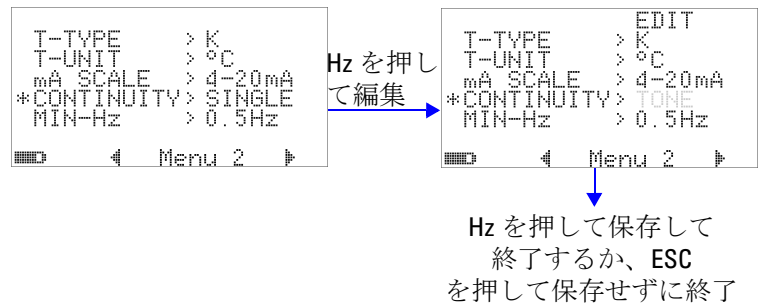 T-TYPE > K
T-UNIT > ºC
mA SCALE > 4-20mA
*CONTINUITY> SINGLE
MIN-Hz > 0.5Hz
Menu 2
Hz を押し
て編集
EDIT
T-TYPE > K
T-UNIT > ºC
mA SCALE > 4-20mA
*CONTINUITY> TONE
MIN-Hz > 0.5Hz
Menu 2
Hz を押して保存して
終了するか、ESC
を押して保存せずに終了